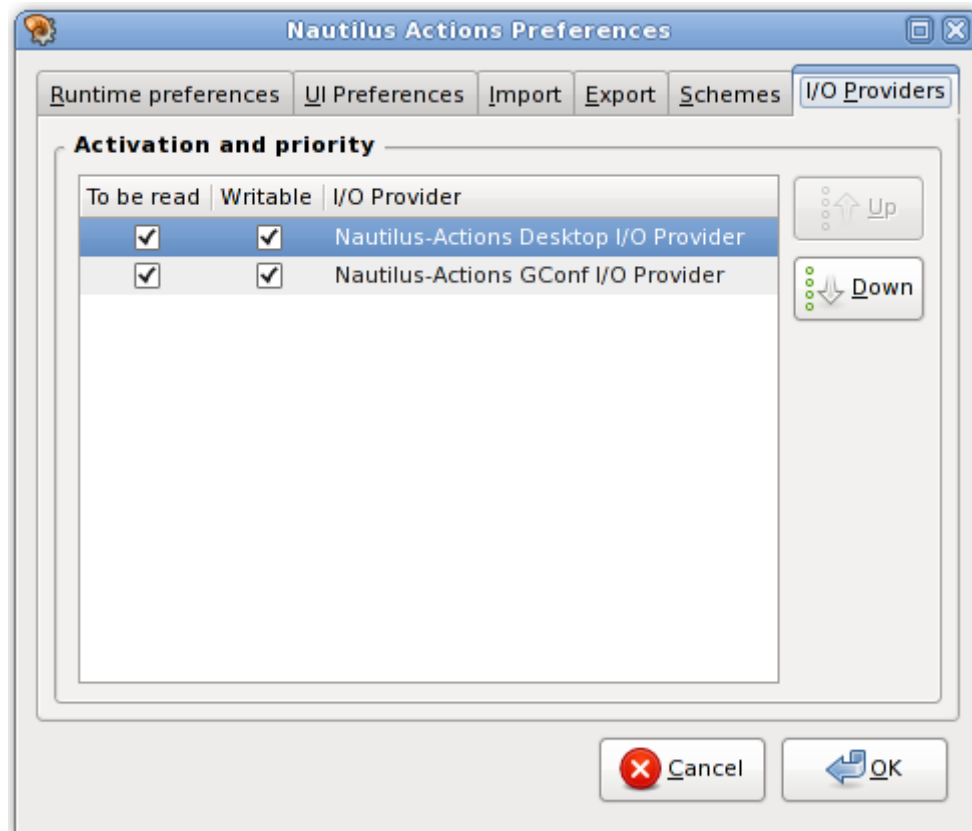 Nautilus Actions Preferences
Runtime preferences UI Preferences Import Export Schemes I/O Providers
Activation and priority
To be read Writable I/O Provider
Nautilus-Actions Desktop I/O Provider
Nautilus-Actions GConf I/O Provider
Up
Down
Cancel OK